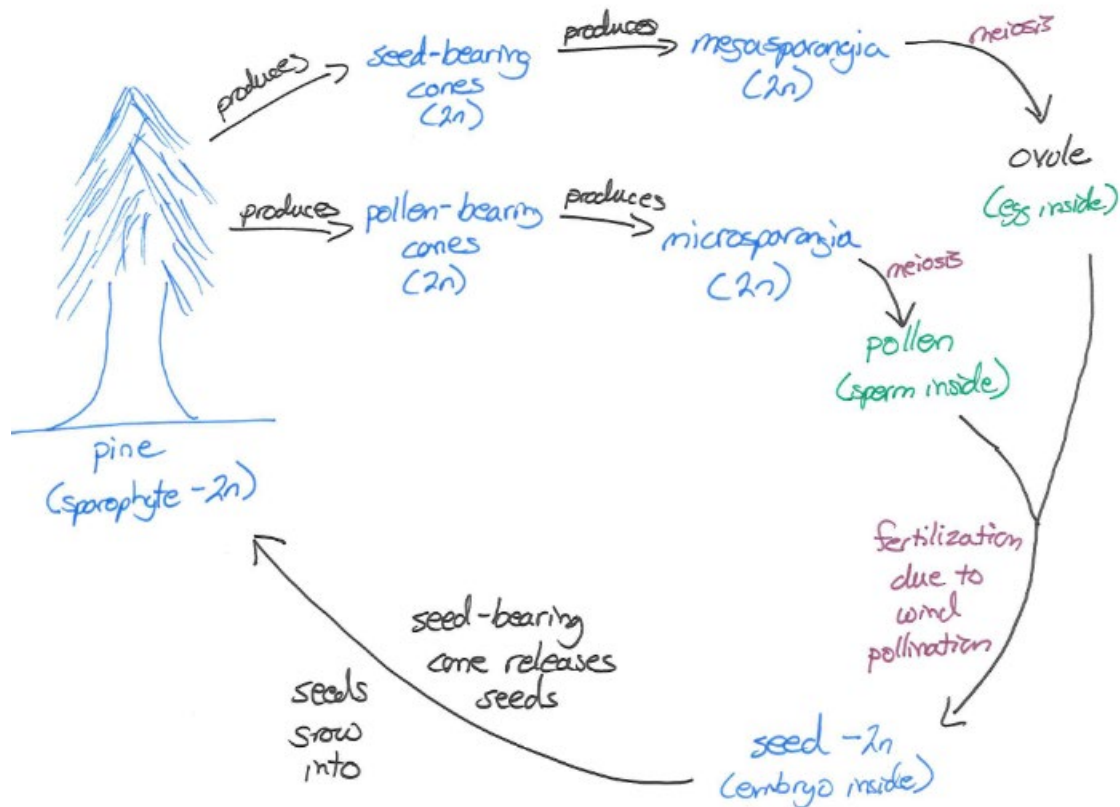 produces
seed-bearing
cones
(2n)
produces
megasporangia
(2n)
meiosis
ovule
(egg inside)
produces
pollen-bearing
cones
(2n)
produces
microsporangia
(2n)
meiosis
pollen
(sperm inside)
pine
(sporophyte - 2n)
fertilization
due to
wind
pollination
seed - 2n
(embryo inside)
seed-bearing
cone releases
seeds
seeds
grow
into